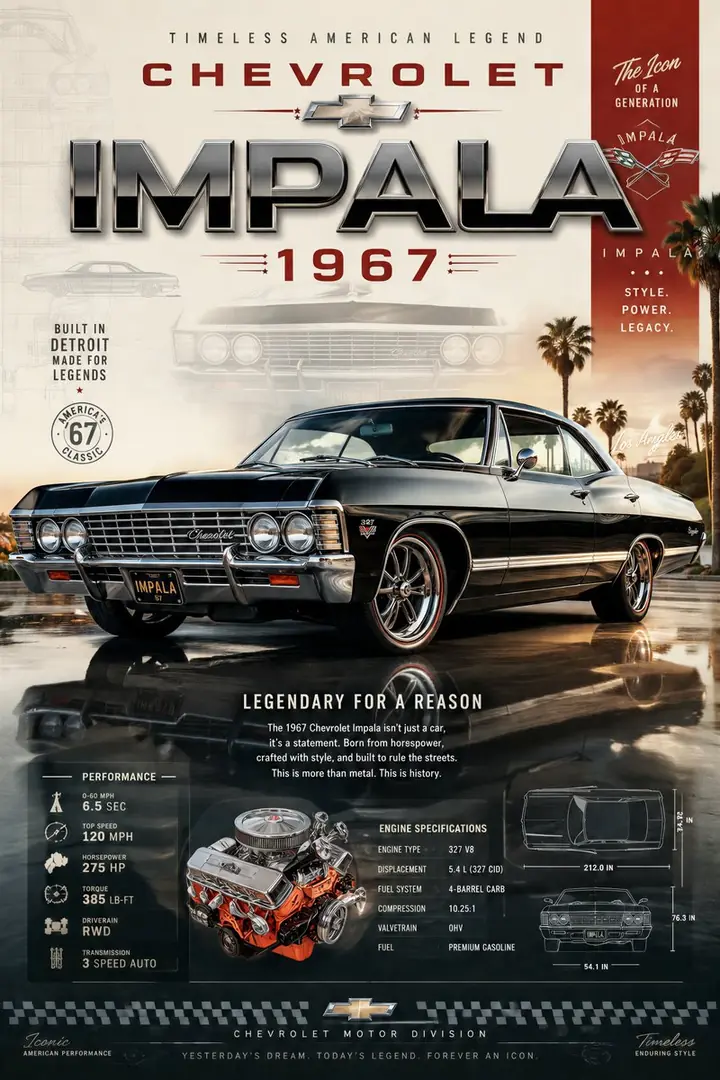 TIMELESS AMERICAN LEGEND
CHEVROLET
IMPALA
1967
The Icon
OF A
GENERATION
IMPALA
IMPALA
STYLE.
POWER.
LEGACY.
BUILT IN
DETROIT
MADE FOR
LEGENDS
AMERICA'S
67
CLASSIC
Los Angeles
327
Chevrolet
IMPALA
67
LEGENDARY FOR A REASON
The 1967 Chevrolet Impala isn't just a car,
it's a statement. Born from horespower,
crafted with style, and built to rule the streets.
This is more than metal. This is history.
PERFORMANCE
0-60 MPH
6.5 SEC
TOP SPEED
120 MPH
HORSEPOWER
275 HP
TORQUE
385 LB-FT
DRIVERAIN
RWD
TRANSMISSION
3 SPEED AUTO
ENGINE SPECIFICATIONS
ENGINE TYPE 327 V8
DISPLACEMENT 5.4 L (327 CID)
FUEL SYSTEM 4-BARREL CARB
COMPRESSION 10.25:1
VALVETRAIN OHV
FUEL PREMIUM GASOLINE
IN
212.0 IN
76.3 IN
54.1 IN
CHEVROLET MOTOR DIVISION
Iconic
AMERICAN PERFORMANCE
YESTERDAY'S DREAM. TODAY'S LEGEND. FOREVER AN ICON.
Timeless
ENDURING STYLE